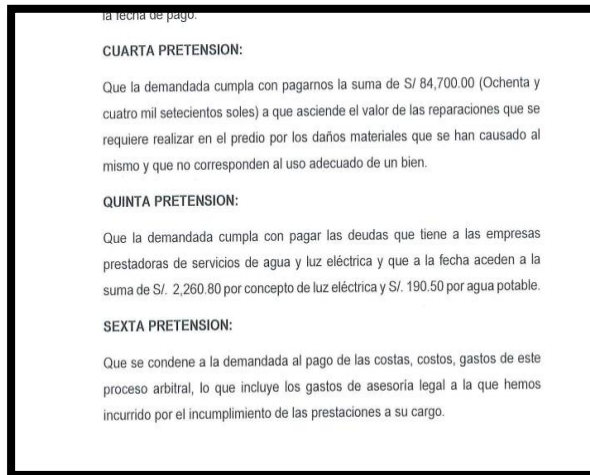 la fecha de pago.
CUARTA PRETENSION:
Que la demandada cumpla con pagarnos la suma de S/ 84,700.00 (Ochenta y
cuatro mil setecientos soles) a que asciende el valor de las reparaciones que se
requiere realizar en el predio por los daños materiales que se han causado al
mismo y que no corresponden al uso adecuado de un bien.
QUINTA PRETENSION:
Que la demandada cumpla con pagar las deudas que tiene a las empresas
prestadoras de servicios de agua y luz eléctrica y que a la fecha aceden a la
suma de S/. 2,260.80 por concepto de luz eléctrica y S/. 190.50 por agua potable.
SEXTA PRETENSION:
Que se condene a la demandada al pago de las costas, costos, gastos de este
proceso arbitral, lo que incluye los gastos de asesoría legal a la que hemos
incurrido por el incumplimiento de las prestaciones a su cargo.